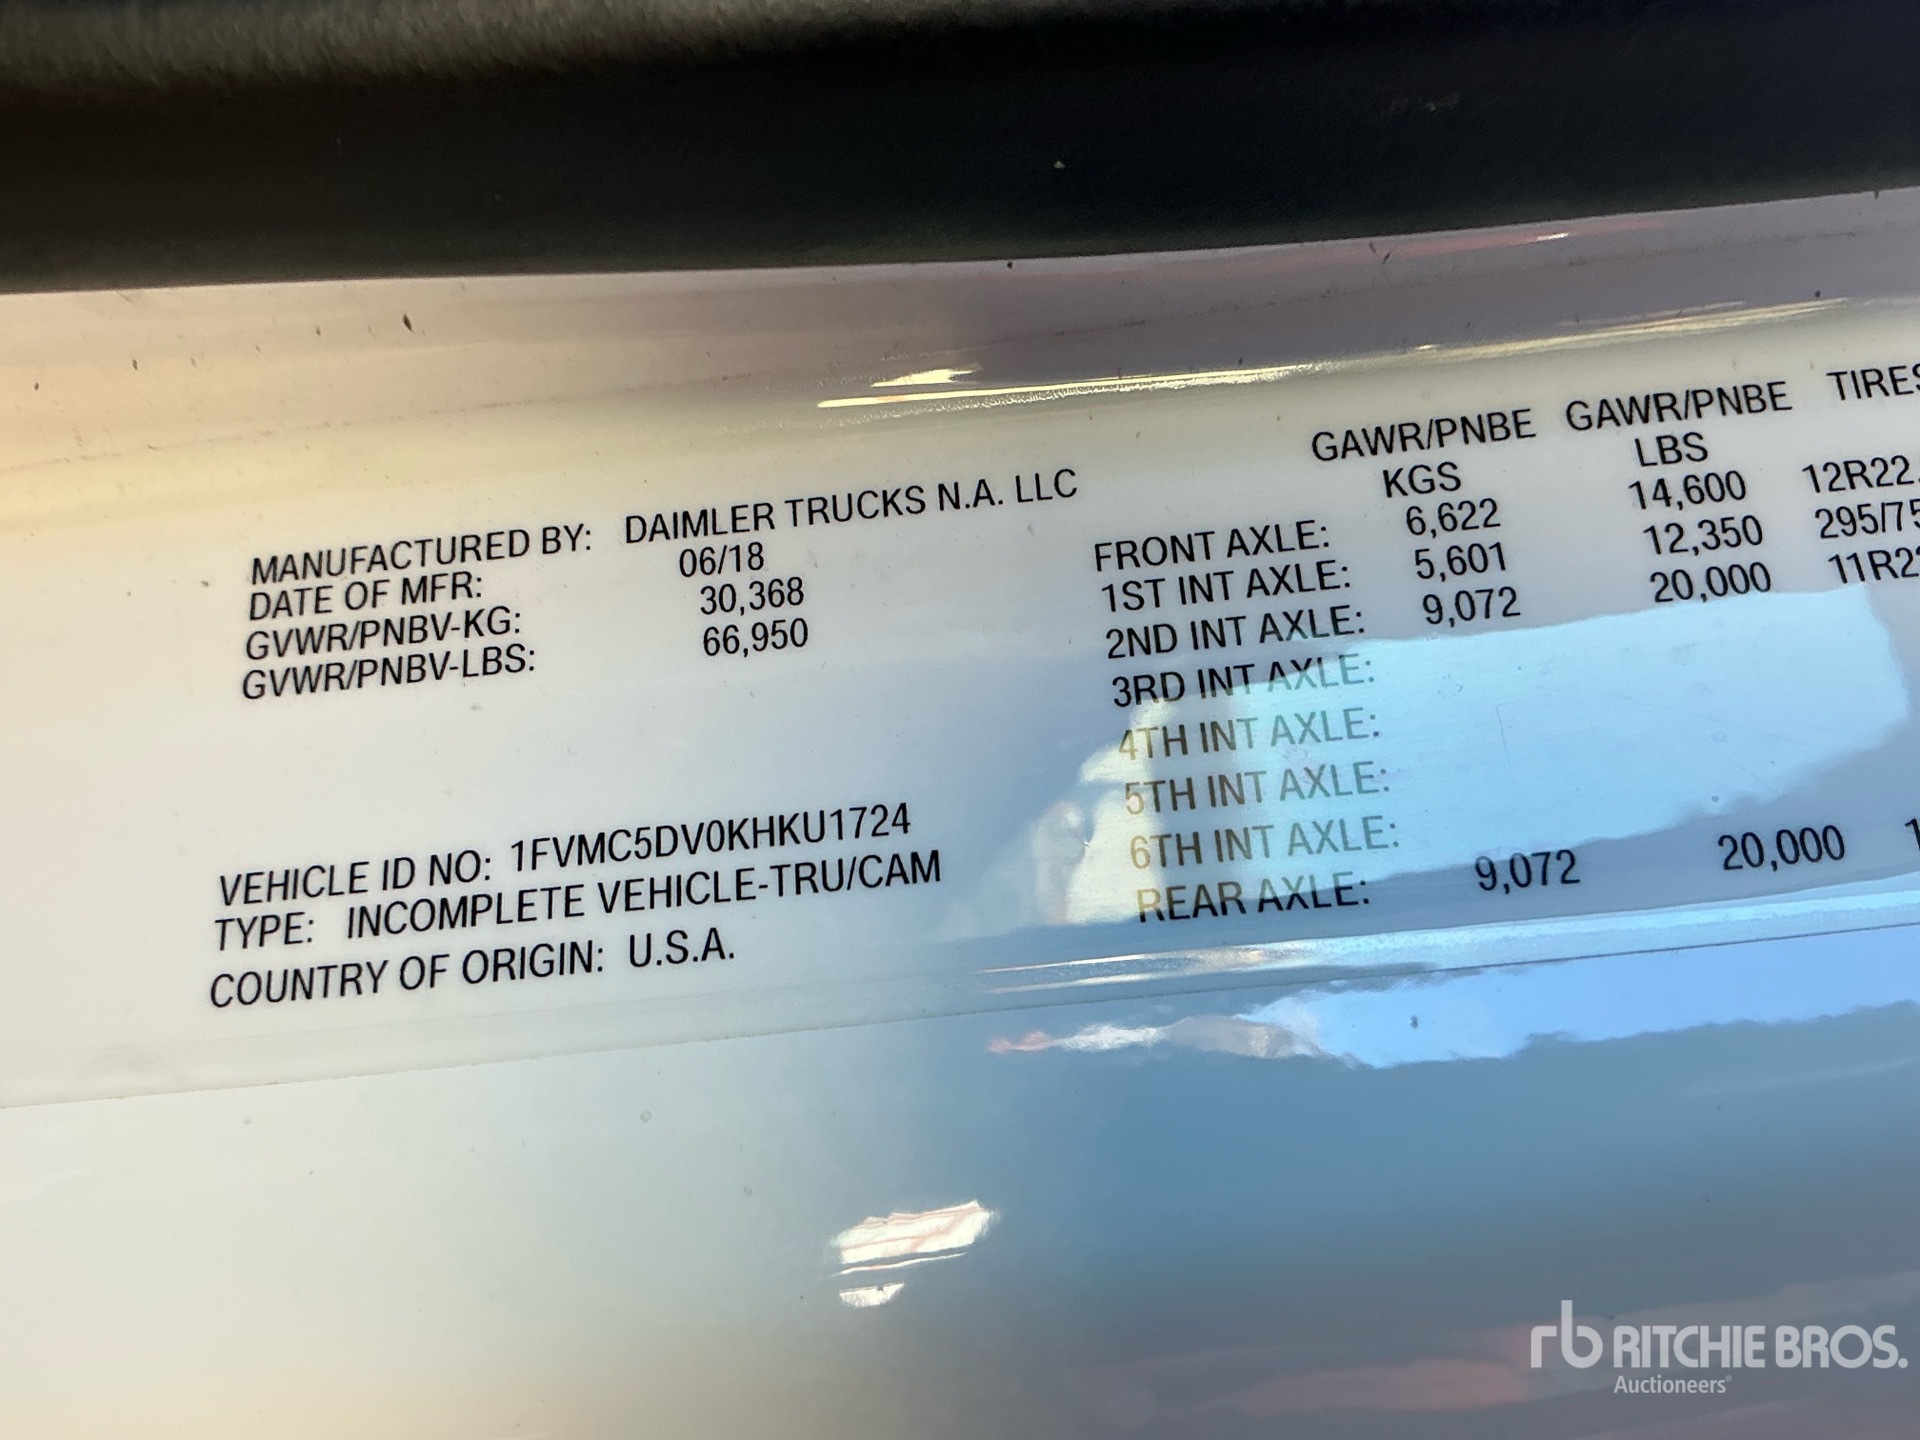 MANUFACTURED BY: DAIMLER TRUCKS N.A. LLC
DATE OF MFR: 06/18
GVWR/PNBV-KG: 30,368
GVWR/PNBV-LBS: 66,950
VEHICLE ID NO: 1FVMC5DV0KHKU1724
TYPE: INCOMPLETE VEHICLE-TRU/CAM
COUNTRY OF ORIGIN: U.S.A.
GAWR/PNBE GAWR/PNBE TIRES
KGS LBS
FRONT AXLE: 6,622 14,600 12R22.
1ST INT AXLE: 5,601 12,350 295/75
2ND INT AXLE: 9,072 20,000 11R22
3RD INT AXLE:
4TH INT AXLE:
5TH INT AXLE:
6TH INT AXLE:
REAR AXLE: 9,072 20,000
rb RITCHIE BROS.
Auctioneers